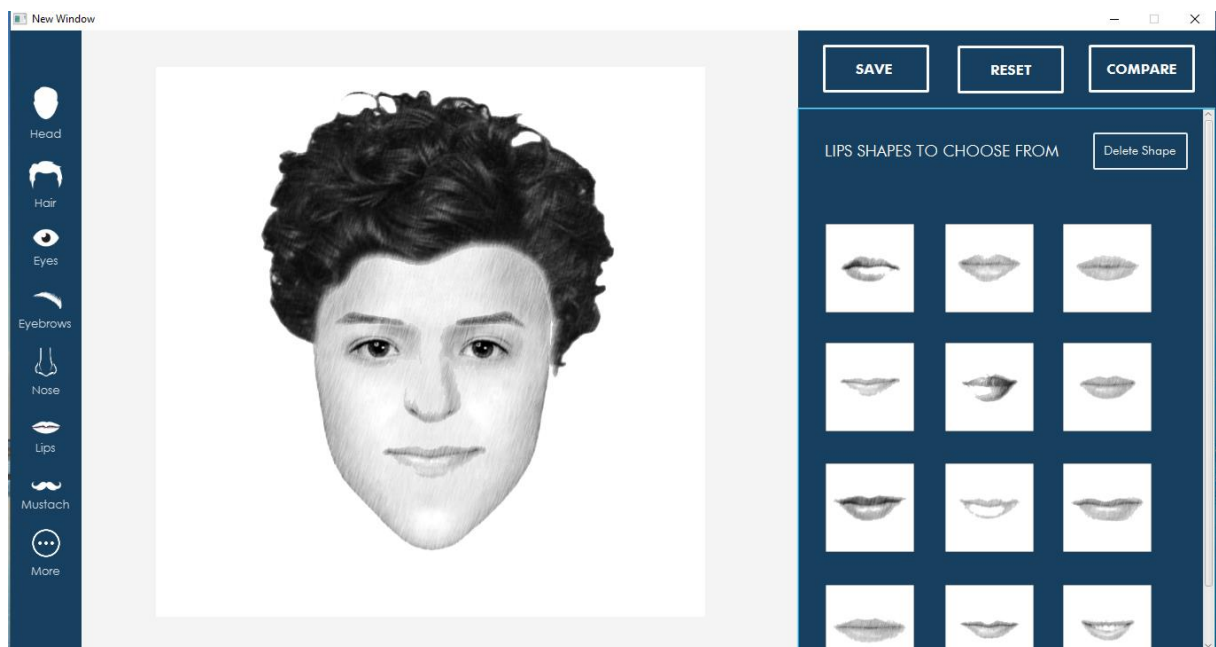 New Window
Head
Hair
Eyes
Eyebrows
Nose
Lips
Mustach
More
SAVE
RESET
COMPARE
LIPS SHAPES TO CHOOSE FROM
Delete Shape